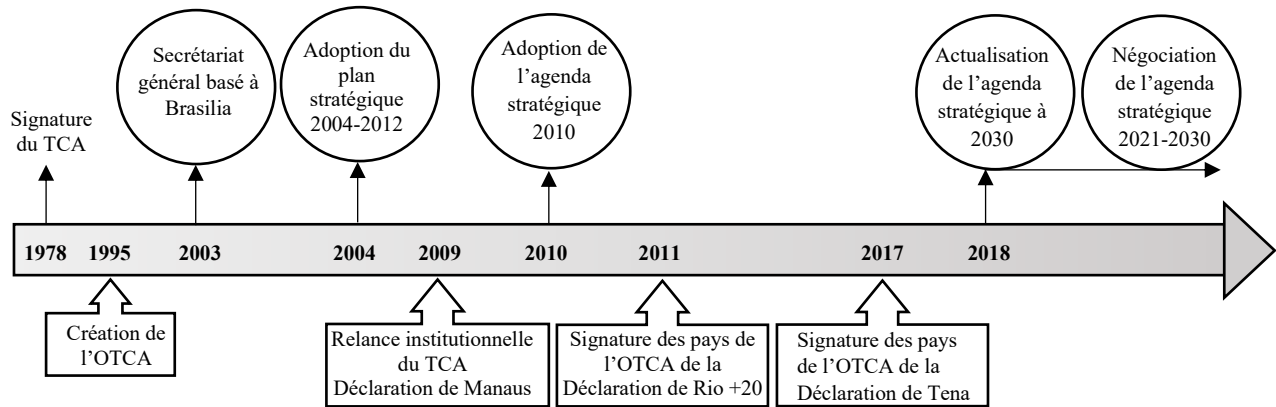 Signature
du TCA
Secrétariat
général basé à
Brasilia
Adoption du
plan
stratégique
2004-2012
Adoption de
l’agenda
stratégique
2010
Actualisation
de l’agenda
stratégique à
2030
Négociation
de l’agenda
stratégique
2021-2030
1978 1995 2003 2004 2009 2010 2011 2017 2018
Création de
l’OTCA
Relance institutionnelle
du TCA
Déclaration de Manaus
Signature des pays de
l’OTCA de la
Déclaration de Rio +20
Signature des pays
de l’OTCA de la
Déclaration de Tena